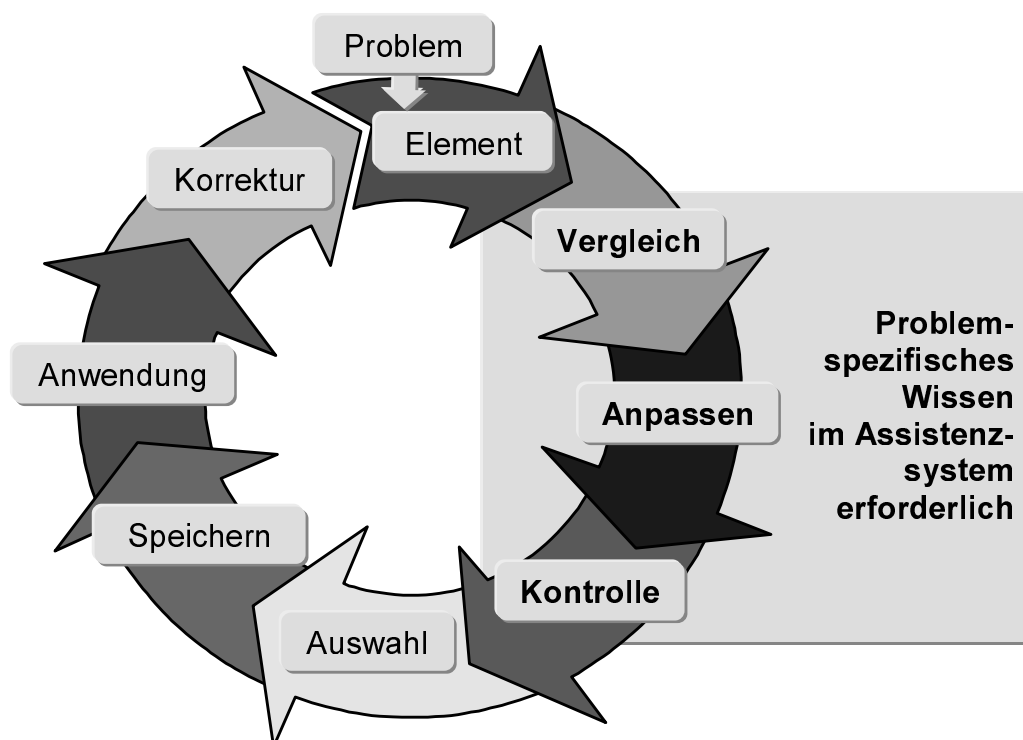 Problem
Element
Korrektur
Vergleich
Problem-
spezifisches
Wissen
im Assistenz-
system
erforderlich
Anwendung
Anpassen
Speichern
Kontrolle
Auswahl